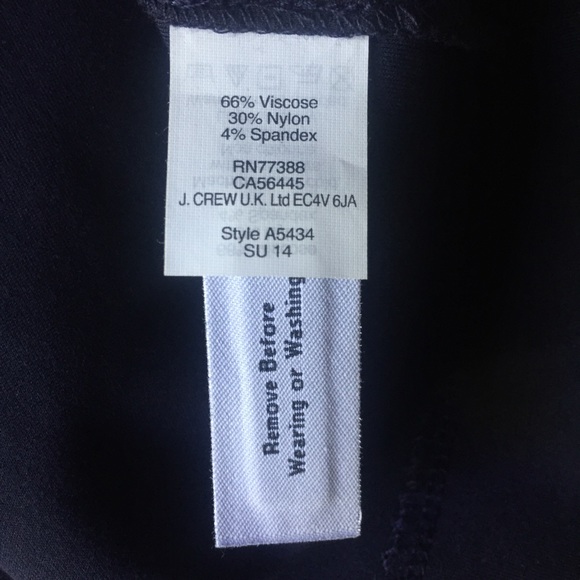 66% Viscose
30% Nylon
4% Spandex
RN77388
CA56445
J. CREW U.K. Ltd EC4V 6JA
Style A5434
SU 14
Remove Before
Wearing or Washing